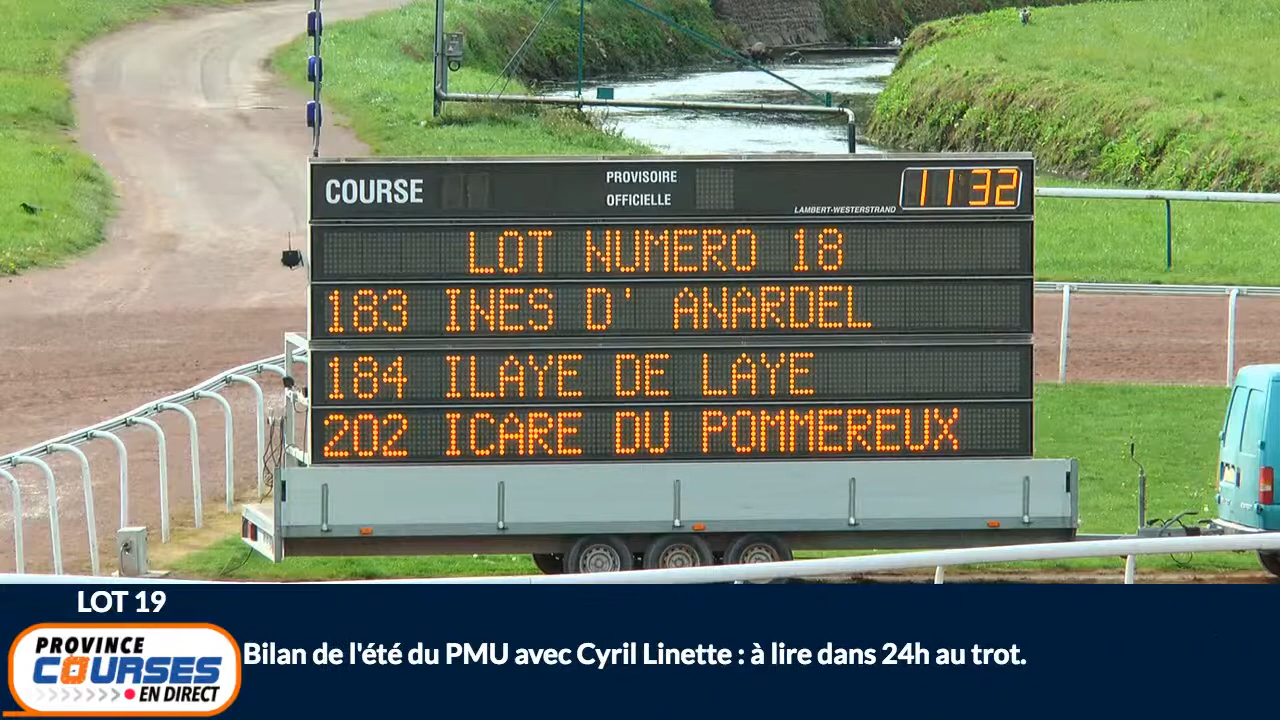 COURSE
PROVISOIRE
OFFICIELLE
LAMBERT-WESTERSTRAND
11 32
LOT NUMERO 18
183 INES D' ANARDEL
184 ILAYE DE LAYE
202 ICARE DU POMMEREUX
LOT 19
PROVINCE
COURSES
EN DIRECT
Bilan de l'été du PMU avec Cyril Linette : à lire dans 24h au trot.